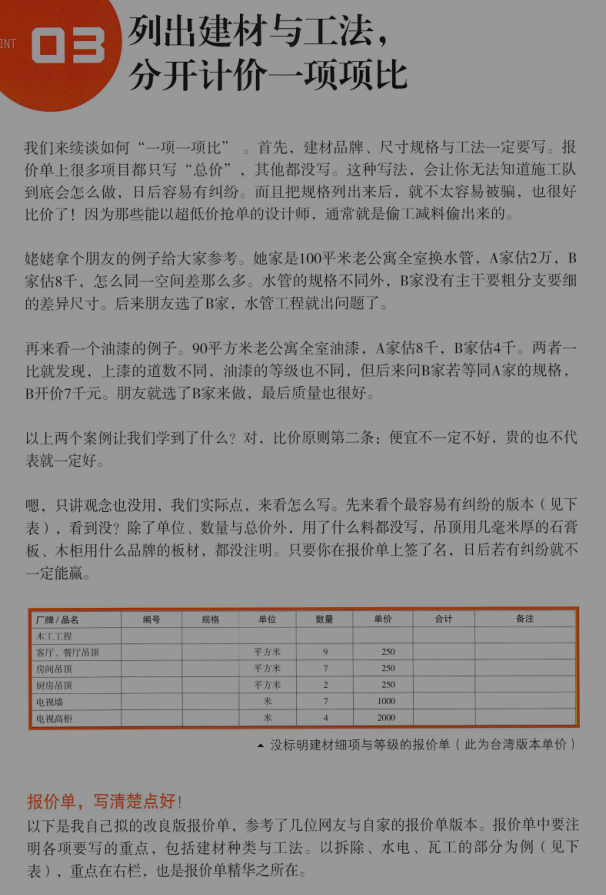 INT 03
列出建材与工法，
分开计价一项项比
我们来续谈如何“一项一项比”。首先，建材品牌、尺寸规格与工法一定要写。报
价单上很多项目都只写“总价”，其他都没写。这种写法，会让你无法知道施工队
到底会怎么做，日后容易有纠纷。而且把规格列出来后，就不太容易被骗，也很好
比价了！因为那些能以超低价抢单的设计师，通常就是偷工减料偷出来的。
姥姥拿个朋友的例子给大家参考。她家是100平米老公寓全室换水管，A家估2万，B
家估8千，怎么同一空间差那么多。水管的规格不同外，B家没有主干要粗分支要细
的差异尺寸。后来朋友选了B家，水管工程就出问题了。
再来看一个油漆的例子。90平方米老公寓全室油漆，A家估8千，B家估4千。两者一
比就发现，上漆的道数不同，油漆的等级也不同，但后来问B家若等同A家的规格，
B开价7千元。朋友就选了B家来做，最后质量也很好。
以上两个案例让我们学到了什么？对，比价原则第二条：便宜不一定不好，贵的也不代
表就一定好。
嗯，只讲观念也没用，我们实际点，来看怎么写。先来看个最容易有纠纷的版本（见下
表），看到没？除了单位、数量与总价外，用了什么料都没写，吊顶用几毫米厚的石膏
板、木柜用什么品牌的板材，都没注明。只要你在报价单上签了名，日后若有纠纷就不
一定能赢。
厂牌/品名 编号 规格 单位 数量 单价 合计 备注
木工工程
客厅、餐厅吊顶 平方米 9 250
房间吊顶 平方米 7 250
厨房吊顶 平方米 2 250
电视墙 米 7 1000
电视高柜 米 4 2000
▲ 没标明建材细项与等级的报价单（此为台湾版本单价）
报价单，写清楚点好！
以下是我自己拟的改良版报价单，参考了几位网友与自家的报价单版本。报价单中要注
明各项要写的重点，包括建材种类与工法。以拆除、水电、瓦工的部分为例（见下
表），重点在右栏，也是报价单精华之所在。